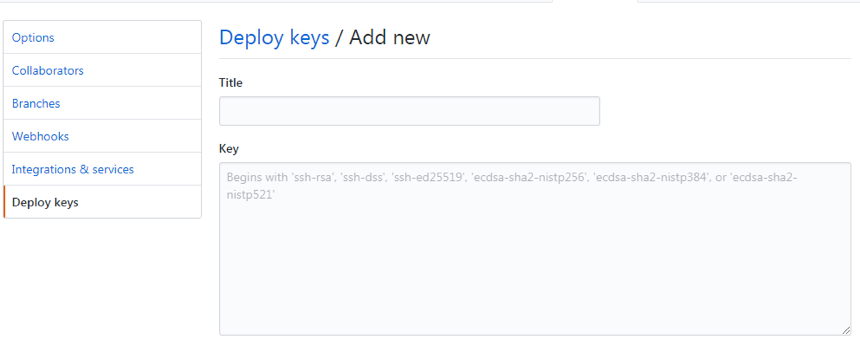 Options
Collaborators
Branches
Webhooks
Integrations & services
Deploy keys
Deploy keys / Add new
Title
Key
Begins with 'ssh-rsa', 'ssh-dss', 'ssh-ed25519', 'ecdsa-sha2-nistp256', 'ecdsa-sha2-nistp384', or 'ecdsa-sha2-
nistp521'